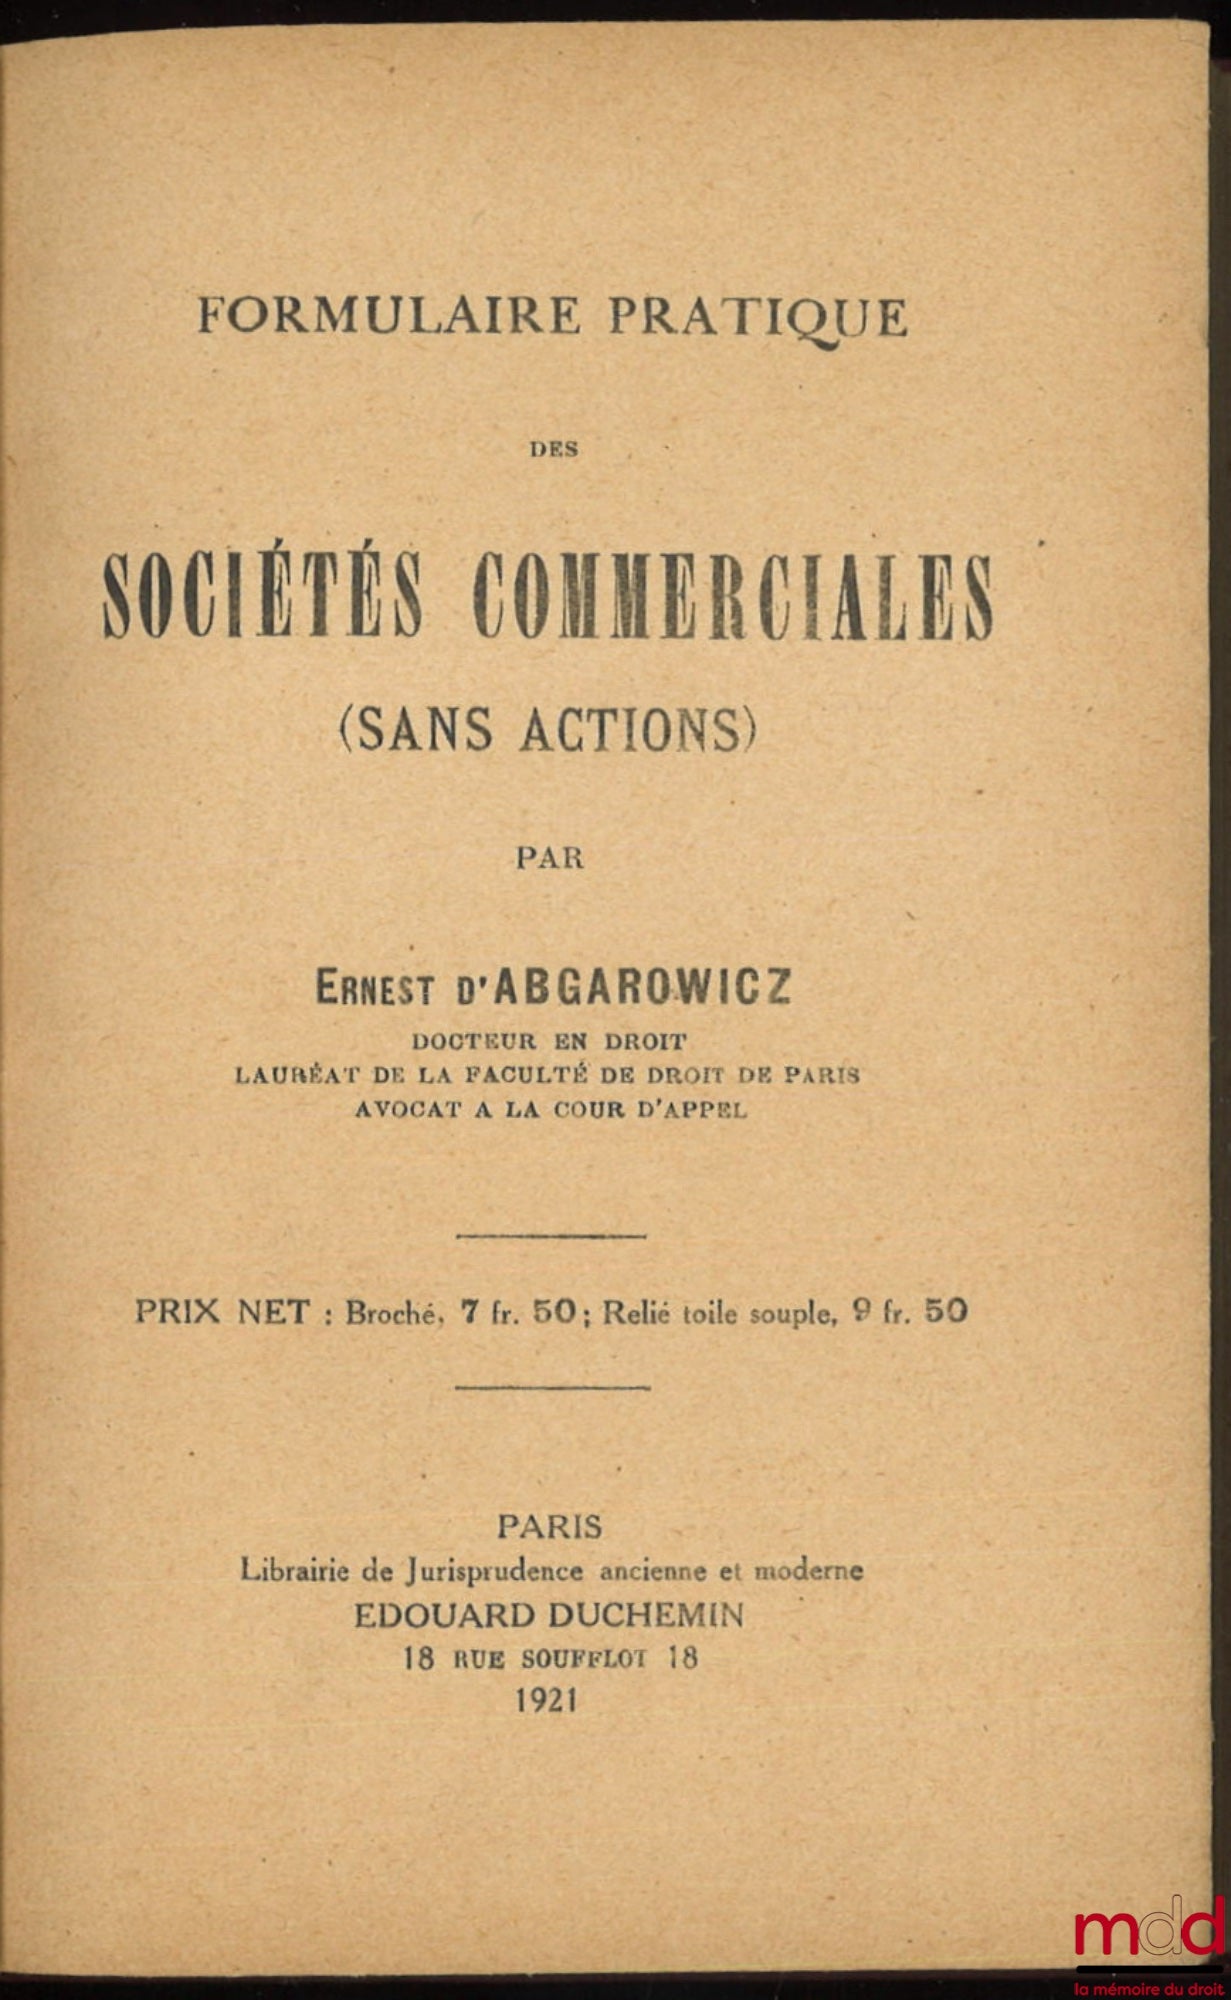 FORMULAIRE PRATIQUE
DES
SOCIÉTÉS COMMERCIALES
(SANS ACTIONS)
PAR
ERNEST D'ABGAROWICZ
DOCTEUR EN DROIT
LAURÉAT DE LA FACULTÉ DE DROIT DE PARIS
AVOCAT A LA COUR D'APPEL
PRIX NET : Broché, 7 fr. 50 ; Relié toile souple, 9 fr. 50
PARIS
Librairie de Jurisprudence ancienne et moderne
EDOUARD DUCHEMIN
18 RUE SOUFFLOT 18
1921
mdd
la mémoire du droit